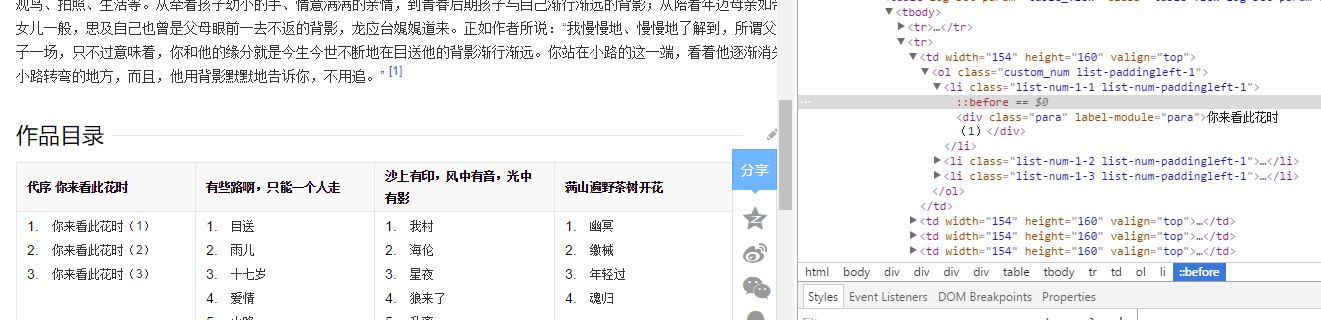 观鸟、拍照、生活等。从牵着孩子幼小的手、情意满满的亲情，到青春后期孩子与自己渐行渐远的背影；从陪着年迈母亲如
女儿一般，思及自己也曾是父母眼前一去不返的背影，龙应台娓娓道来。正如作者所说：“我慢慢地、慢慢地了解到，所谓父
子一场，只不过意味着，你和他的缘分就是今生今世不断地在目送他的背影渐行渐远。你站在小路的这一端，看着他逐渐消
小路转弯的地方，而且，他用背影默默地告诉你，不用追。” [1]
作品目录
分享
代序 你来看此花时 有些路啊，只能一个人走 沙上有印，风中有音，光中有影 满山遍野茶树开花
1. 你来看此花时（1） 1. 目送 1. 我村 1. 幽冥
2. 你来看此花时（2） 2. 雨儿 2. 海伦 2. 缴械
3. 你来看此花时（3） 3. 十七岁 3. 星夜 3. 年轻过
4. 爱情 4. 狼来了 4. 魂归
▼<tbody>
▶<tr>…</tr>
▼<tr>
▼<td width="154" height="160" valign="top">
▼<ol class="custom_num list-paddingleft-1">
▼<li class="list-num-1-1 list-num-paddingleft-1">
::before == $0
<div class="para" label-module="para">你来看此花时
（1）</div>
</li>
▶<li class="list-num-1-2 list-num-paddingleft-1">…</li>
▶<li class="list-num-1-3 list-num-paddingleft-1">…</li>
</ol>
</td>
▶<td width="154" height="160" valign="top">…</td>
▶<td width="154" height="160" valign="top">…</td>
▶<td width="154" height="160" valign="top">…</td>
html body div div div div table tbody tr td ol li ::before
Styles Event Listeners DOM Breakpoints Properties